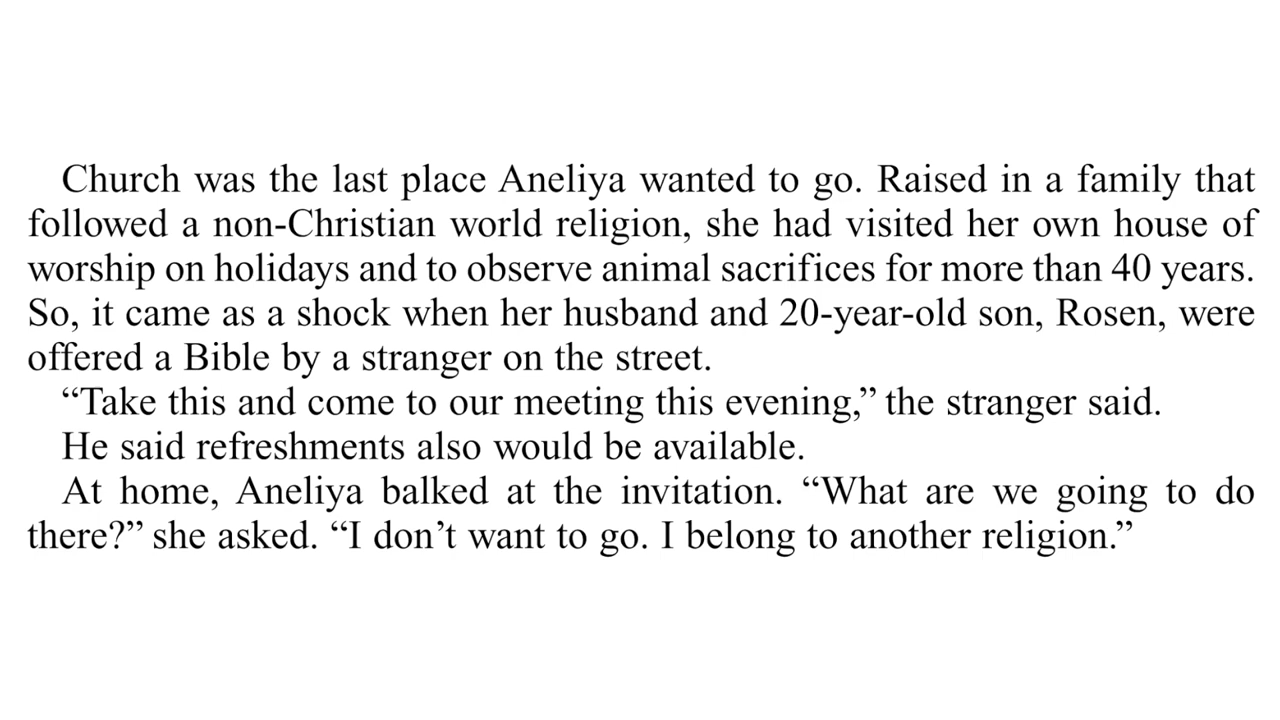 Church was the last place Aneliya wanted to go. Raised in a family that
followed a non-Christian world religion, she had visited her own house of
worship on holidays and to observe animal sacrifices for more than 40 years.
So, it came as a shock when her husband and 20-year-old son, Rosen, were
offered a Bible by a stranger on the street.
“Take this and come to our meeting this evening,” the stranger said.
He said refreshments also would be available.
At home, Aneliya balked at the invitation. “What are we going to do
there?” she asked. “I don’t want to go. I belong to another religion.”